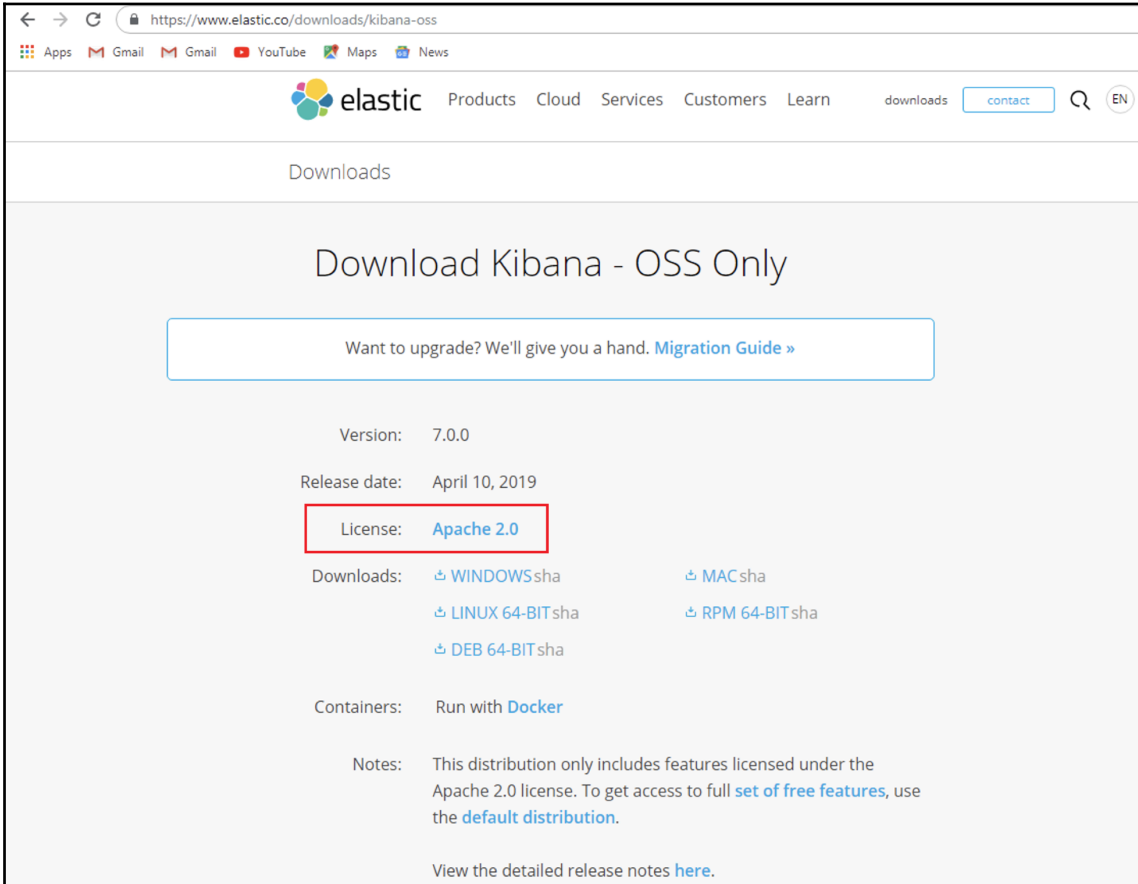 https://www.elastic.co/downloads/kibana-oss
Apps Gmail Gmail YouTube Maps News
elastic Products Cloud Services Customers Learn downloads contact EN
Downloads
Download Kibana - OSS Only
Want to upgrade? We'll give you a hand. Migration Guide »
Version: 7.0.0
Release date: April 10, 2019
License: Apache 2.0
Downloads: WINDOWS sha MAC sha
LINUX 64-BIT sha RPM 64-BIT sha
DEB 64-BIT sha
Containers: Run with Docker
Notes: This distribution only includes features licensed under the
Apache 2.0 license. To get access to full set of free features, use
the default distribution.
View the detailed release notes here.